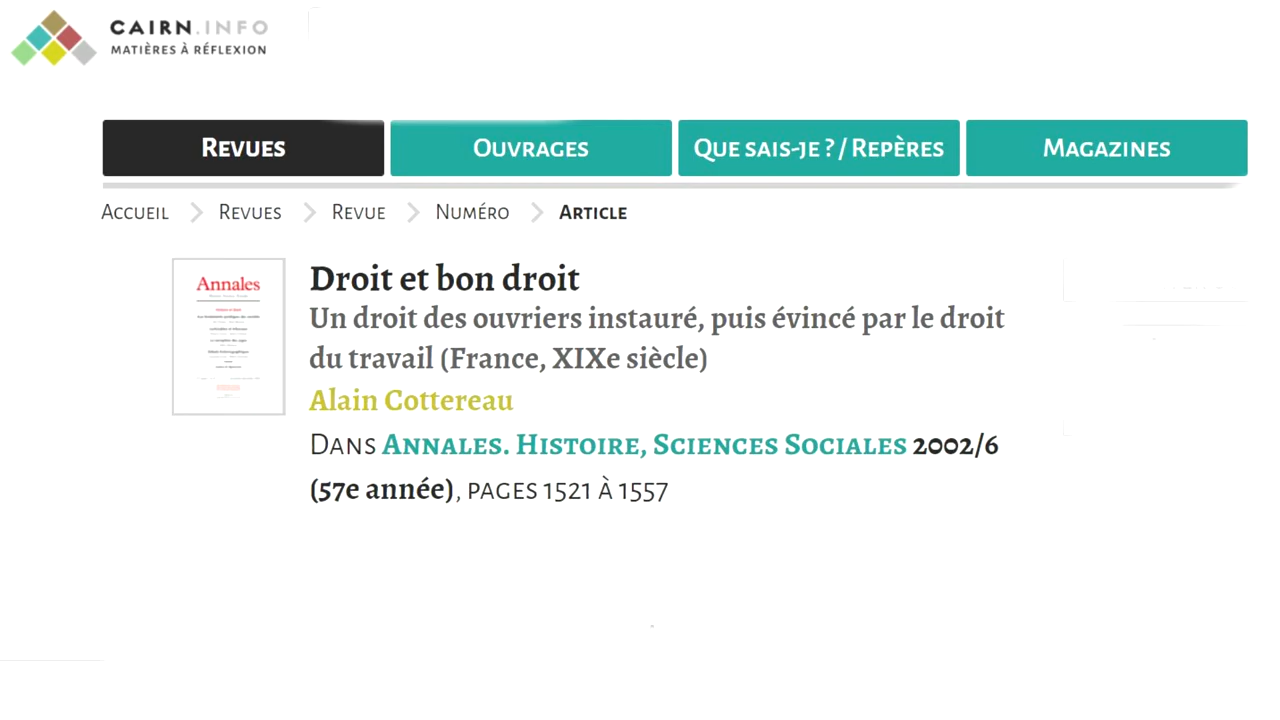 CAIRN.INFO
MATIÈRES À RÉFLEXION
Revues
Ouvrages
Que sais-je ? / Repères
Magazines
Accueil
Revues
Revue
Numéro
Article
Annales
Droit et bon droit
Un droit des ouvriers instauré, puis évincé par le droit
du travail (France, XIXe siècle)
Alain Cottereau
Dans Annales. Histoire, Sciences Sociales 2002/6
(57e année), pages 1521 à 1557